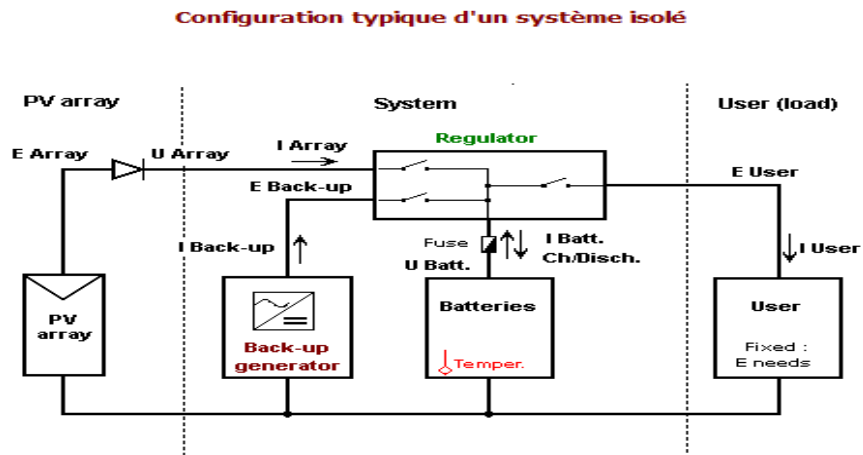 Configuration typique d'un système isolé
PV array
System
User (load)
E Array
U Array
I Array
Regulator
E Back-up
E User
I Back-up
Fuse
I Batt.
Ch/Disch.
U Batt.
I User
PV
array
Back-up
generator
Batteries
Temper.
User
Fixed :
E needs